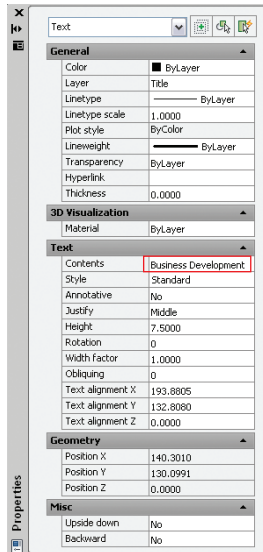 Text
General
Color ByLayer
Layer Title
Linetype ByLayer
Linetype scale 1.0000
Plot style ByColor
Lineweight ByLayer
Transparency ByLayer
Hyperlink
Thickness 0.0000
3D Visualization
Material ByLayer
Text
Contents Business Development
Style Standard
Annotative No
Justify Middle
Height 7.5000
Rotation 0
Width factor 1.0000
Obliquing 0
Text alignment X 193.8805
Text alignment Y 132.8080
Text alignment Z 0.0000
Geometry
Position X 140.3010
Position Y 130.0991
Position Z 0.0000
Misc
Upside down No
Backward No
Properties